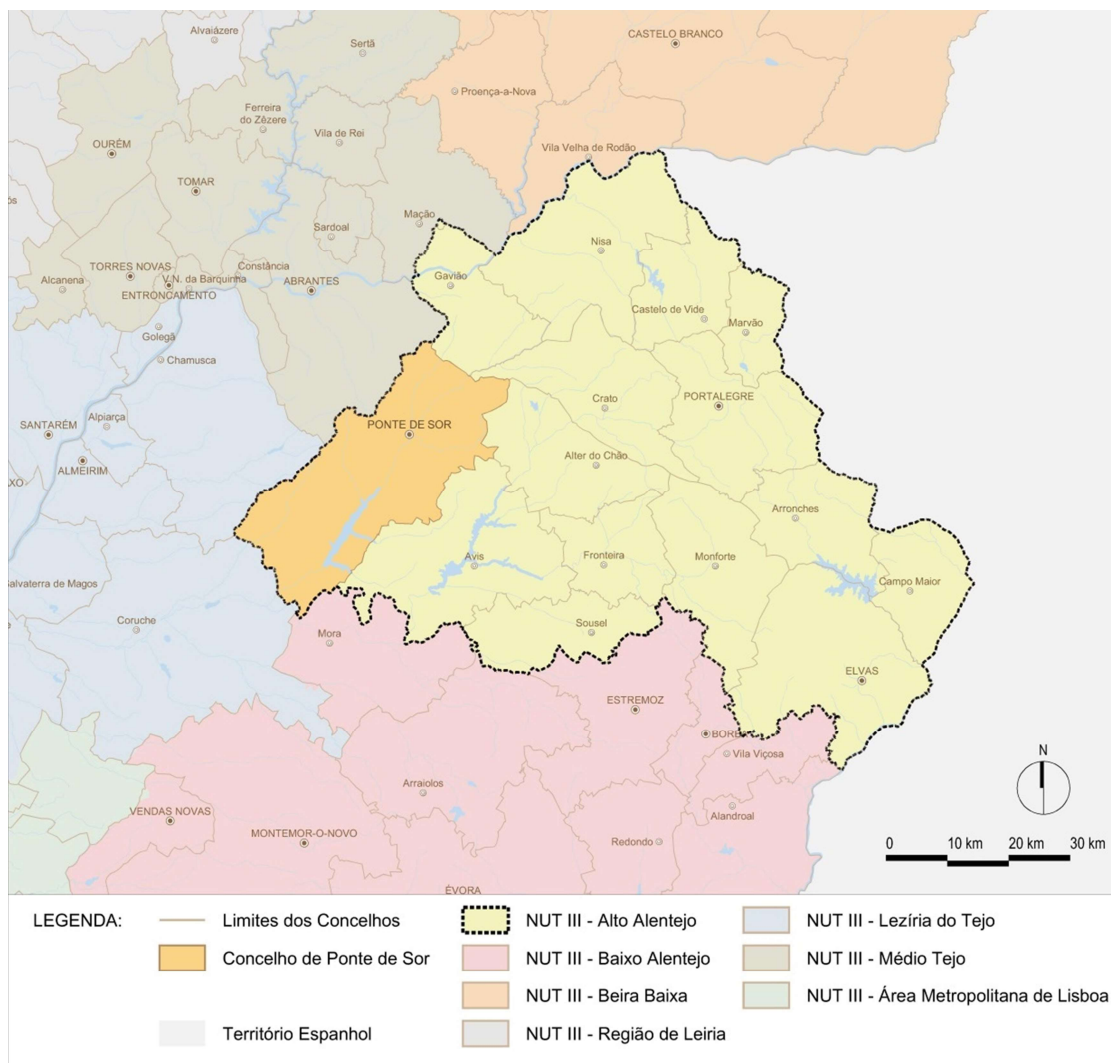 Alvaiázere
Sertã
CASTELO BRANCO
Proença-a-Nova
Ferreira
do Zêzere
Vila de Rei
OURÉM
Vila Velha de Rodão
TOMAR
ós
Mação
Sardoal
Nisa
TORRES NOVAS
Constância
Alcanena
V.N. da Barquinha
ABRANTES
Gavião
ENTRONCAMENTO
Castelo de Vide
Marvão
Golegã
Chamusca
Crato
PORTALEGRE
Alpiarça
SANTARÉM
PONTE DE SOR
Alter do Chão
ALMEIRIM
XO
Arronches
Avis
Fronteira
Monforte
Salvaterra de Magos
Campo Maior
Coruche
e
Mora
Sousel
ELVAS
ESTREMOZ
BORB
Vila Viçosa
N
Arraiolos
VENDAS NOVAS
Alandroal
MONTEMOR-O-NOVO
Redondo
0 10 km 20 km 30 km
ÉVORA
LEGENDA:
Limites dos Concelhos
Concelho de Ponte de Sor
Território Espanhol
NUT III - Alto Alentejo
NUT III - Baixo Alentejo
NUT III - Beira Baixa
NUT III - Região de Leiria
NUT III - Lezíria do Tejo
NUT III - Médio Tejo
NUT III - Área Metropolitana de Lisboa